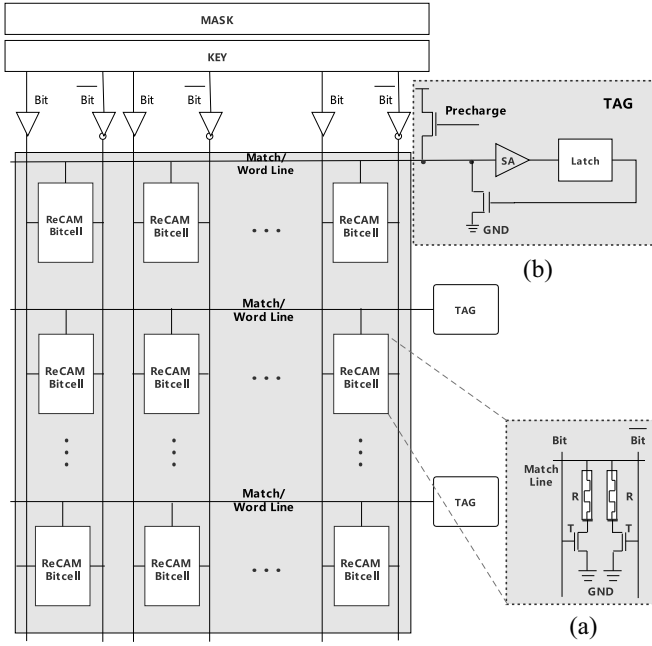 MASK
KEY
Bit
Bit
Bit
Bit
Bit
Bit
Precharge
TAG
SA
Latch
GND
(b)
Match/
Word Line
ReCAM
Bitcell
ReCAM
Bitcell
...
ReCAM
Bitcell
Match/
Word Line
TAG
ReCAM
Bitcell
ReCAM
Bitcell
...
ReCAM
Bitcell
Match/
Word Line
TAG
ReCAM
Bitcell
ReCAM
Bitcell
...
ReCAM
Bitcell
Bit
Bit
Match
Line
R
R
T
T
GND
(a)